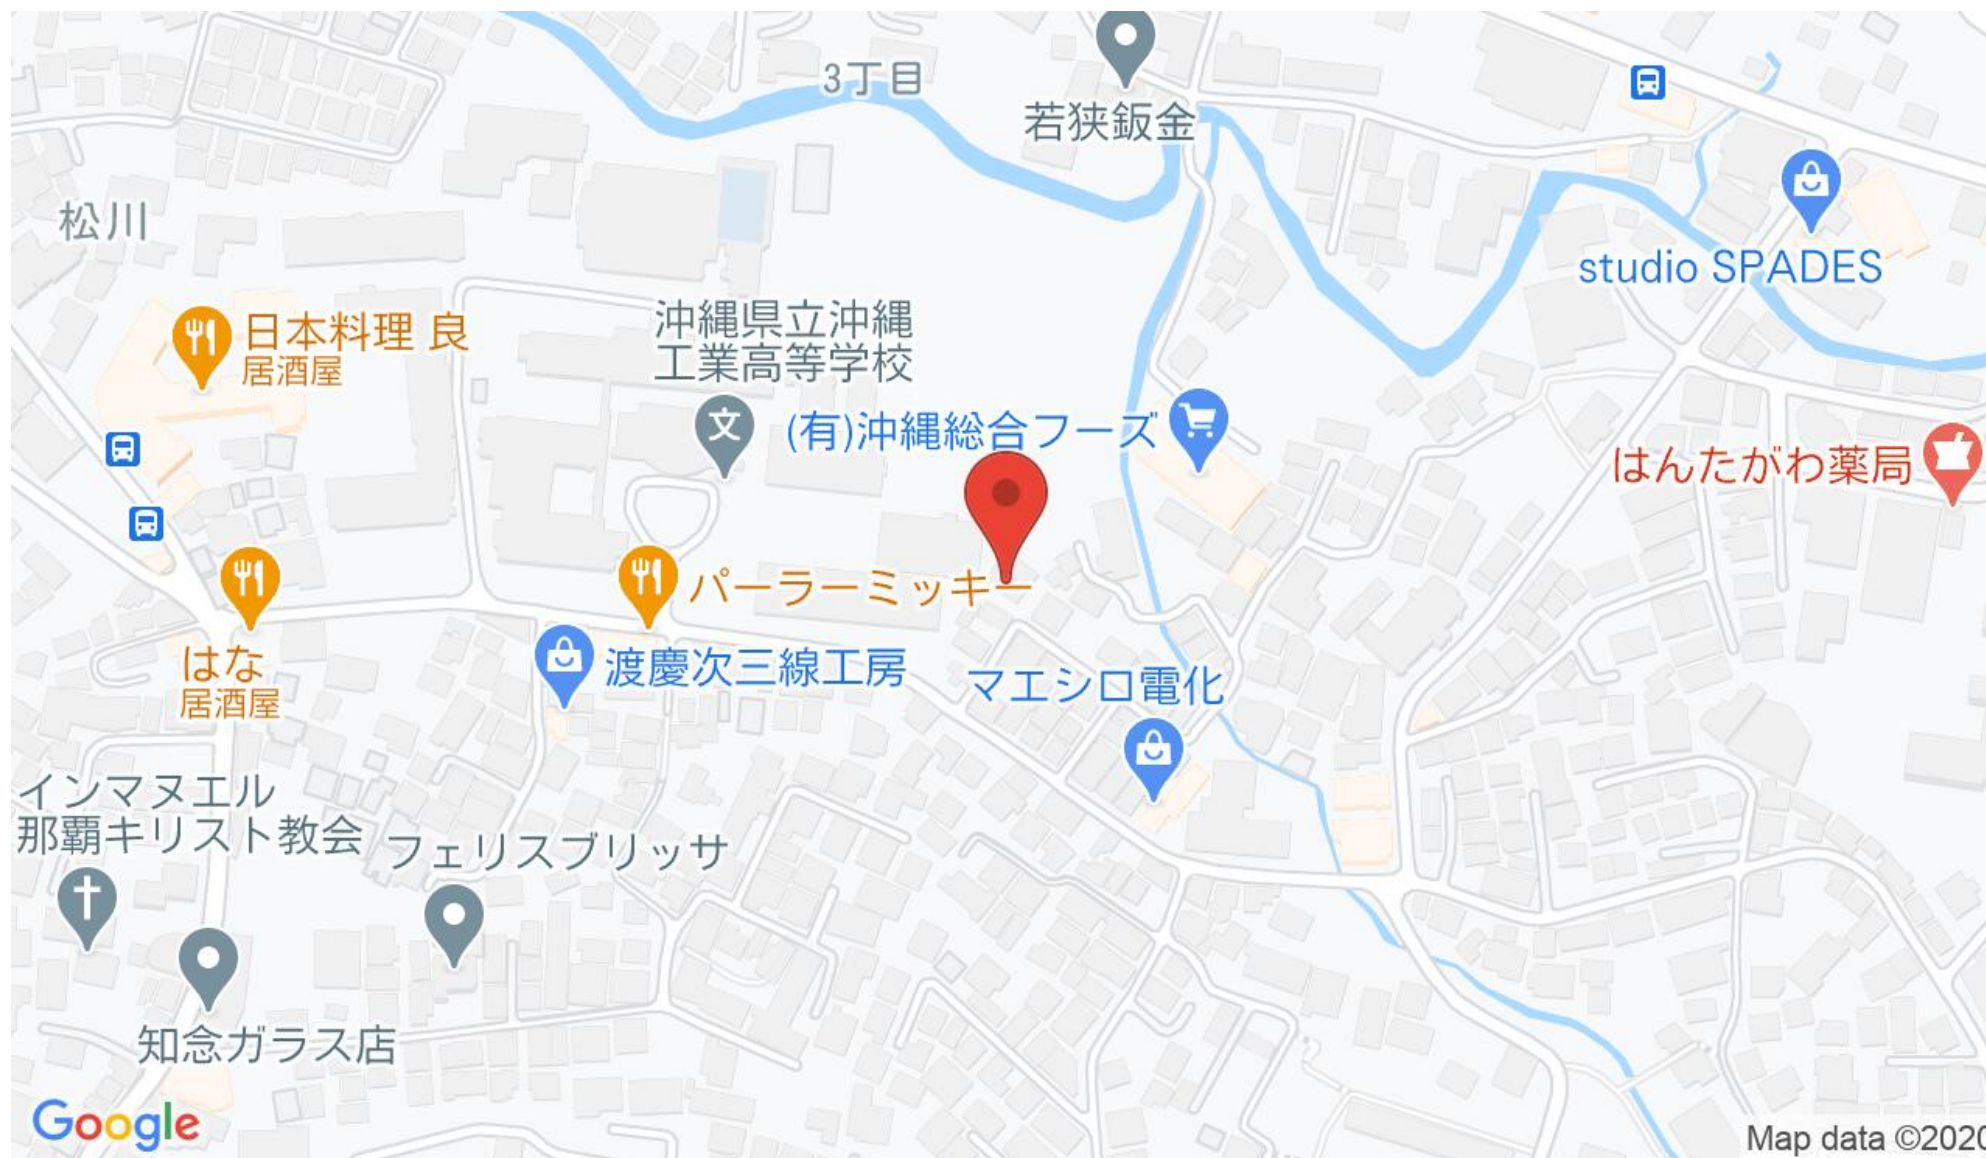 3丁目
若狭鈑金
松川
studio SPADES
日本料理 良
居酒屋
沖縄県立沖縄
工業高等学校
文
(有)沖縄総合フーズ
はんたがわ薬局
パーラーミッキー
はな
居酒屋
渡慶次三線工房
マエシロ電化
インマヌエル
那覇キリスト教会
フェリスブリッサ
知念ガラス店
Google
Map data ©2020